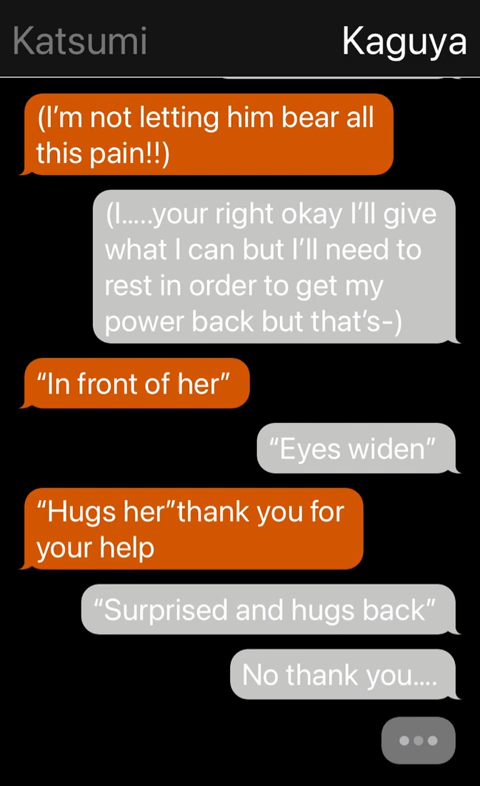 Katsumi Kaguya
(I’m not letting him bear all
this pain!!)
(I…..your right okay I’ll give
what I can but I’ll need to
rest in order to get my
power back but that’s-)
“In front of her”
“Eyes widen”
“Hugs her”thank you for
your help
“Surprised and hugs back”
No thank you….